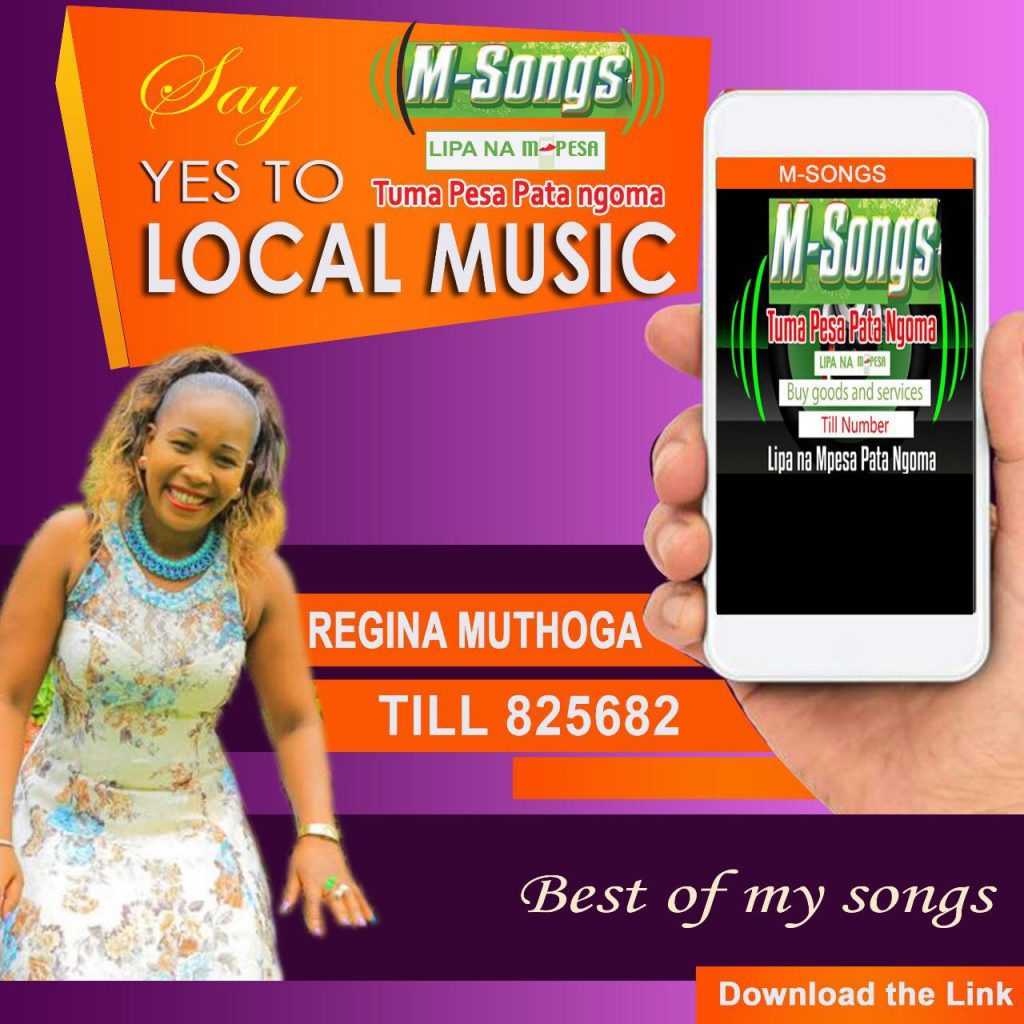 Say
YES TO
LOCAL MUSIC
M-Songs
LIPA NA M-PESA
Tuma Pesa Pata ngoma
M-SONGS
M-Songs
Tuma Pesa Pata Ngoma
LIPA NA M-PESA
Buy goods and services
Till Number
Lipa na Mpesa Pata Ngoma
REGINA MUTHOGA
TILL 825682
Best of my songs
Download the Link